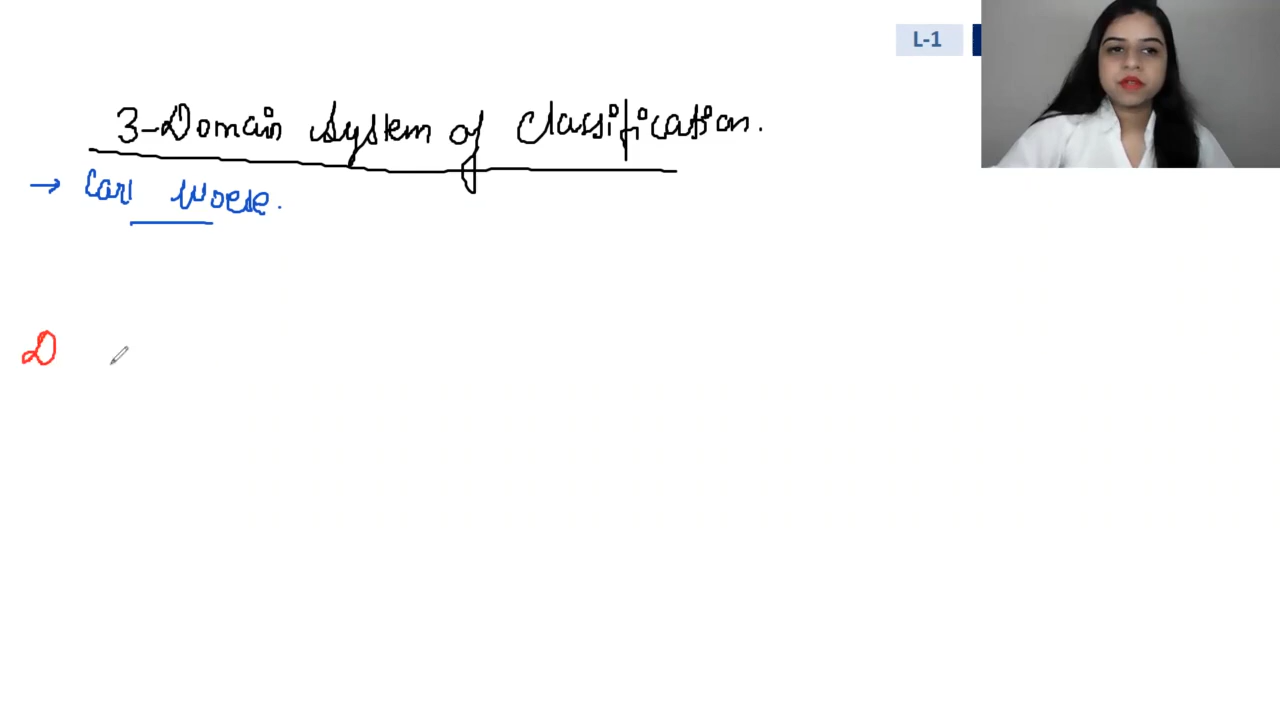 L-1
3-Domain System of Classification.
→ Carl Woese.
D